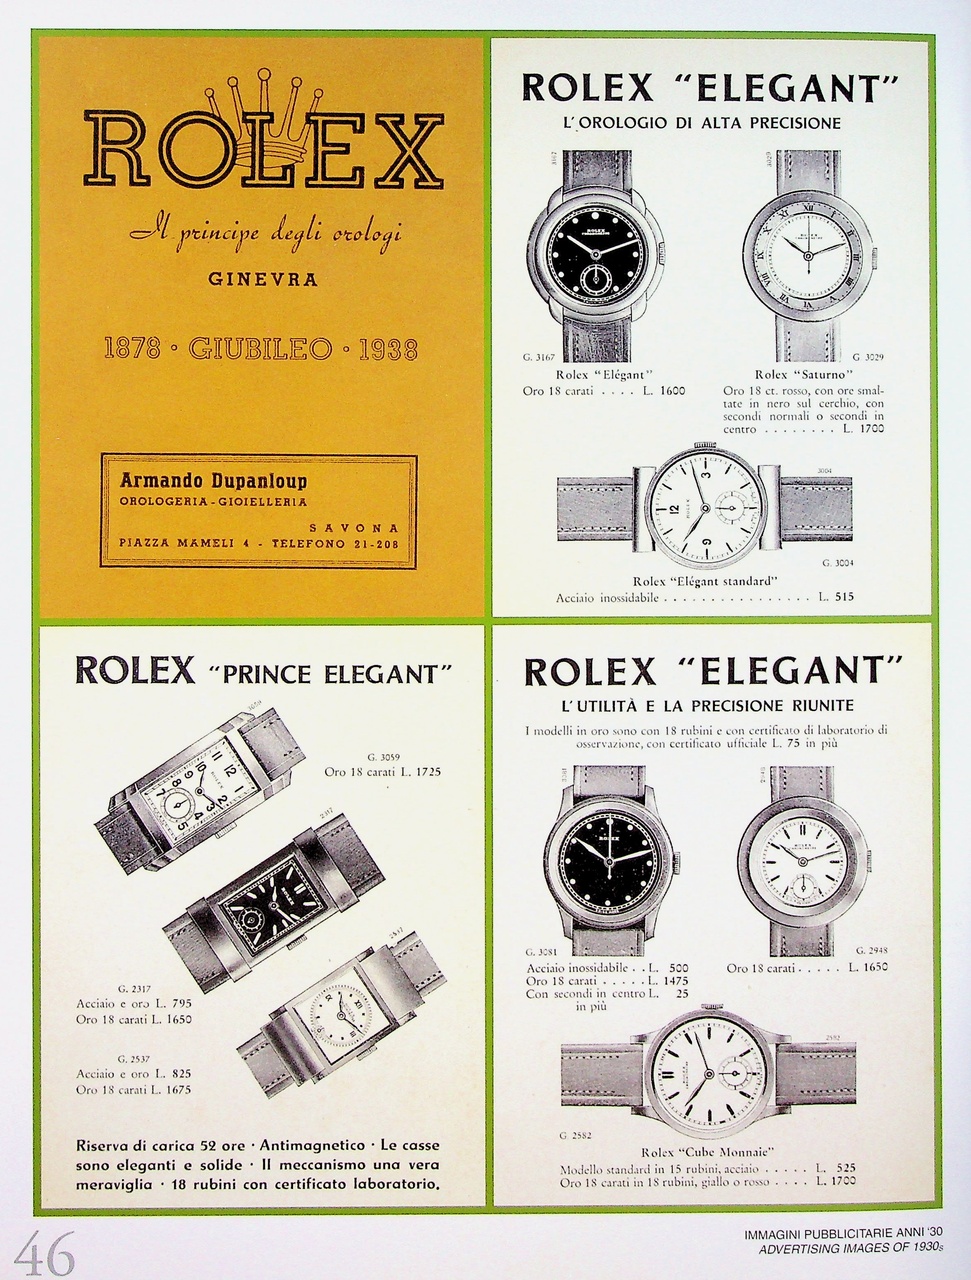 ROLEX
Il principe degli orologi
GINEVRA
1878 · GIUBILEO · 1938
Armando Dupanloup
OROLOGERIA - GIOIELLERIA
SAVONA
PIAZZA MAMELI 4 - TELEFONO 21-208
ROLEX "ELEGANT"
L'OROLOGIO DI ALTA PRECISIONE
3167
3029
G. 3167
Rolex "Elégant"
Oro 18 carati . . . . L. 1600
G. 3029
Rolex "Saturno"
Oro 18 ct. rosso, con ore smal-
tate in nero sul cerchio, con
secondi normali o secondi in
centro . . . . . . . . L. 1700
3004
G. 3004
Rolex "Elégant standard"
Acciaio inossidabile . . . . . . . . . . . . . . . . L. 515
ROLEX "PRINCE ELEGANT"
G. 3059
Oro 18 carati L. 1725
G. 2317
Acciaio e oro L. 795
Oro 18 carati L. 1650
2537
G. 2537
Acciaio e oro L. 825
Oro 18 carati L. 1675
Riserva di carica 52 ore · Antimagnetico · Le casse
sono eleganti e solide · Il meccanismo una vera
meraviglia · 18 rubini con certificato laboratorio.
ROLEX "ELEGANT"
L'UTILITÀ E LA PRECISIONE RIUNITE
I modelli in oro sono con 18 rubini e con certificato di laboratorio di
osservazione, con certificato ufficiale L. 75 in più
3081
2948
G. 3081
Acciaio inossidabile . . L. 500
Oro 18 carati . . . . . L. 1475
Con secondi in centro L. 25
in più
G. 2948
Oro 18 carati . . . . . L. 1650
2582
G. 2582
Rolex "Cube Monnaie"
Modello standard in 15 rubini, acciaio . . . . . L. 525
Oro 18 carati in 18 rubini, giallo o rosso . . . . L. 1700
46
IMMAGINI PUBBLICITARIE ANNI '30
ADVERTISING IMAGES OF 1930s